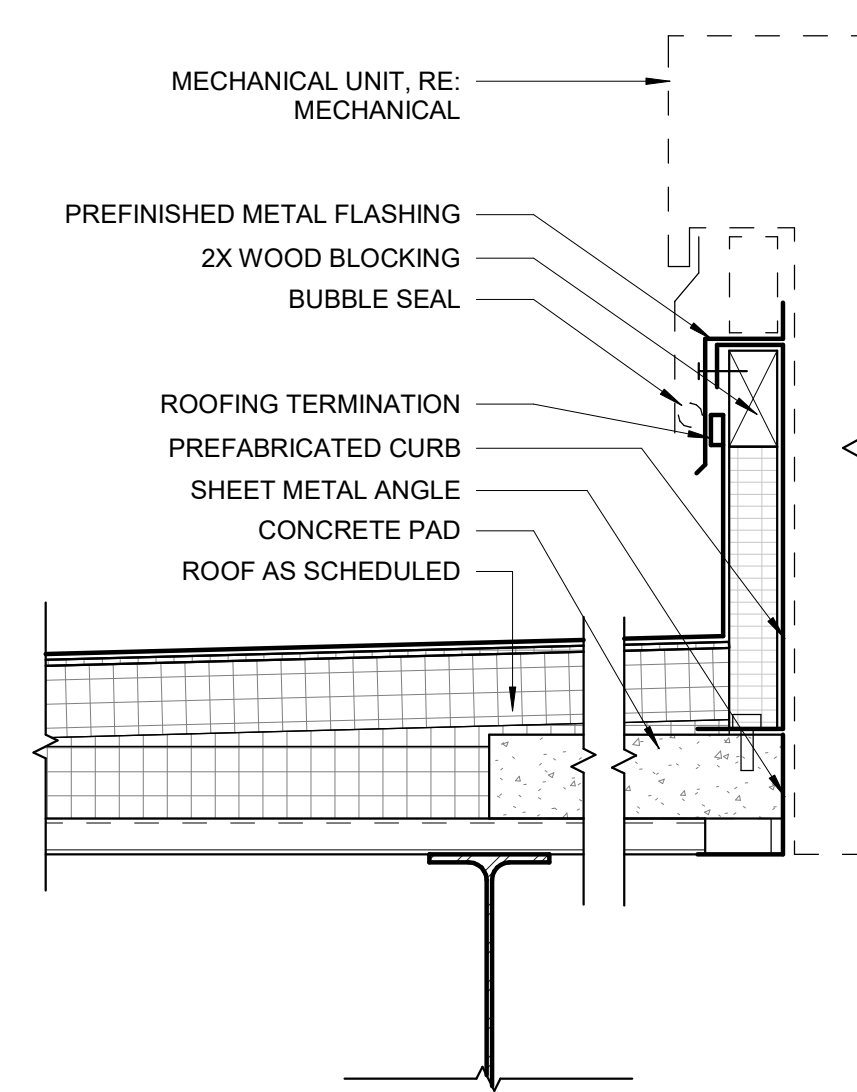 MECHANICAL UNIT, RE:
MECHANICAL
PREFINISHED METAL FLASHING
2X WOOD BLOCKING
BUBBLE SEAL
ROOFING TERMINATION
PREFABRICATED CURB
SHEET METAL ANGLE
CONCRETE PAD
ROOF AS SCHEDULED